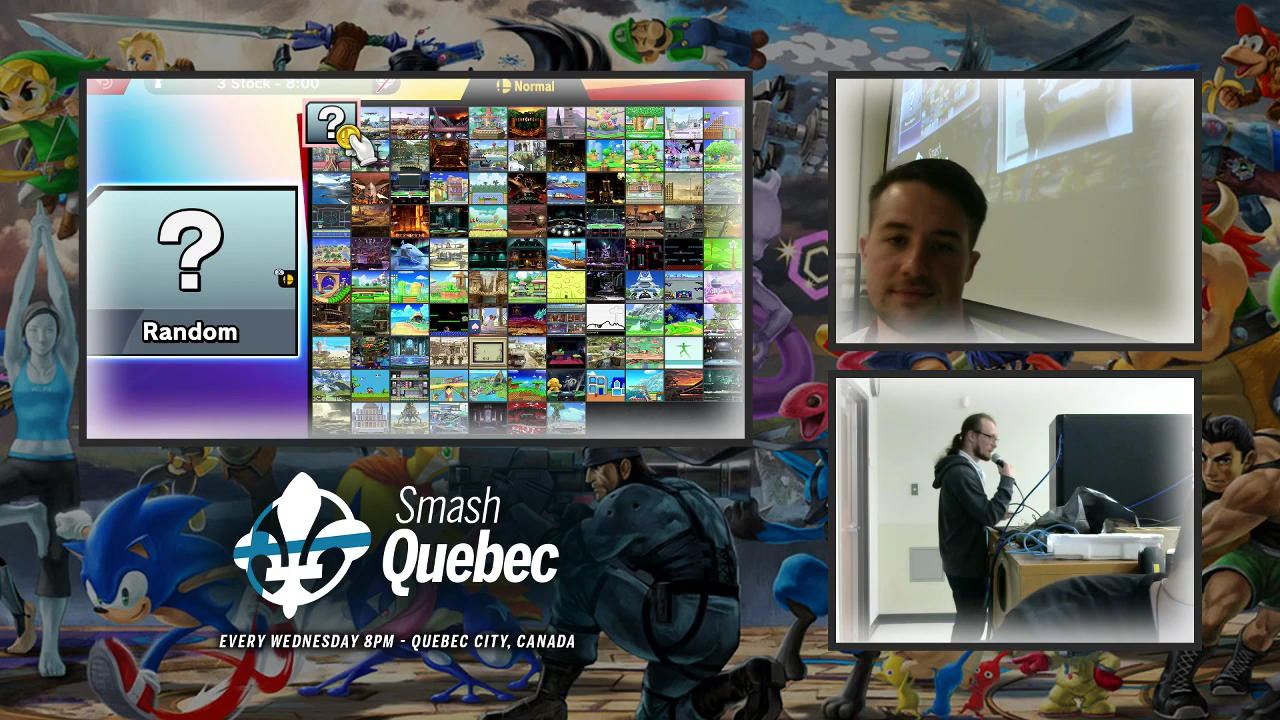 3 Stock - 8:00
Normal
?
?
Random
Smash
Quebec
EVERY WEDNESDAY 8PM - QUEBEC CITY, CANADA